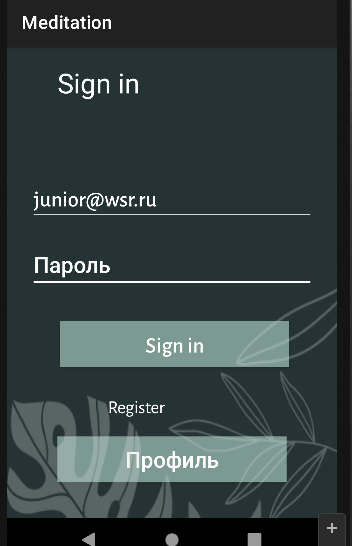 Meditation
Sign in
junior@wsr.ru
Пароль
Sign in
Register
Профиль
+